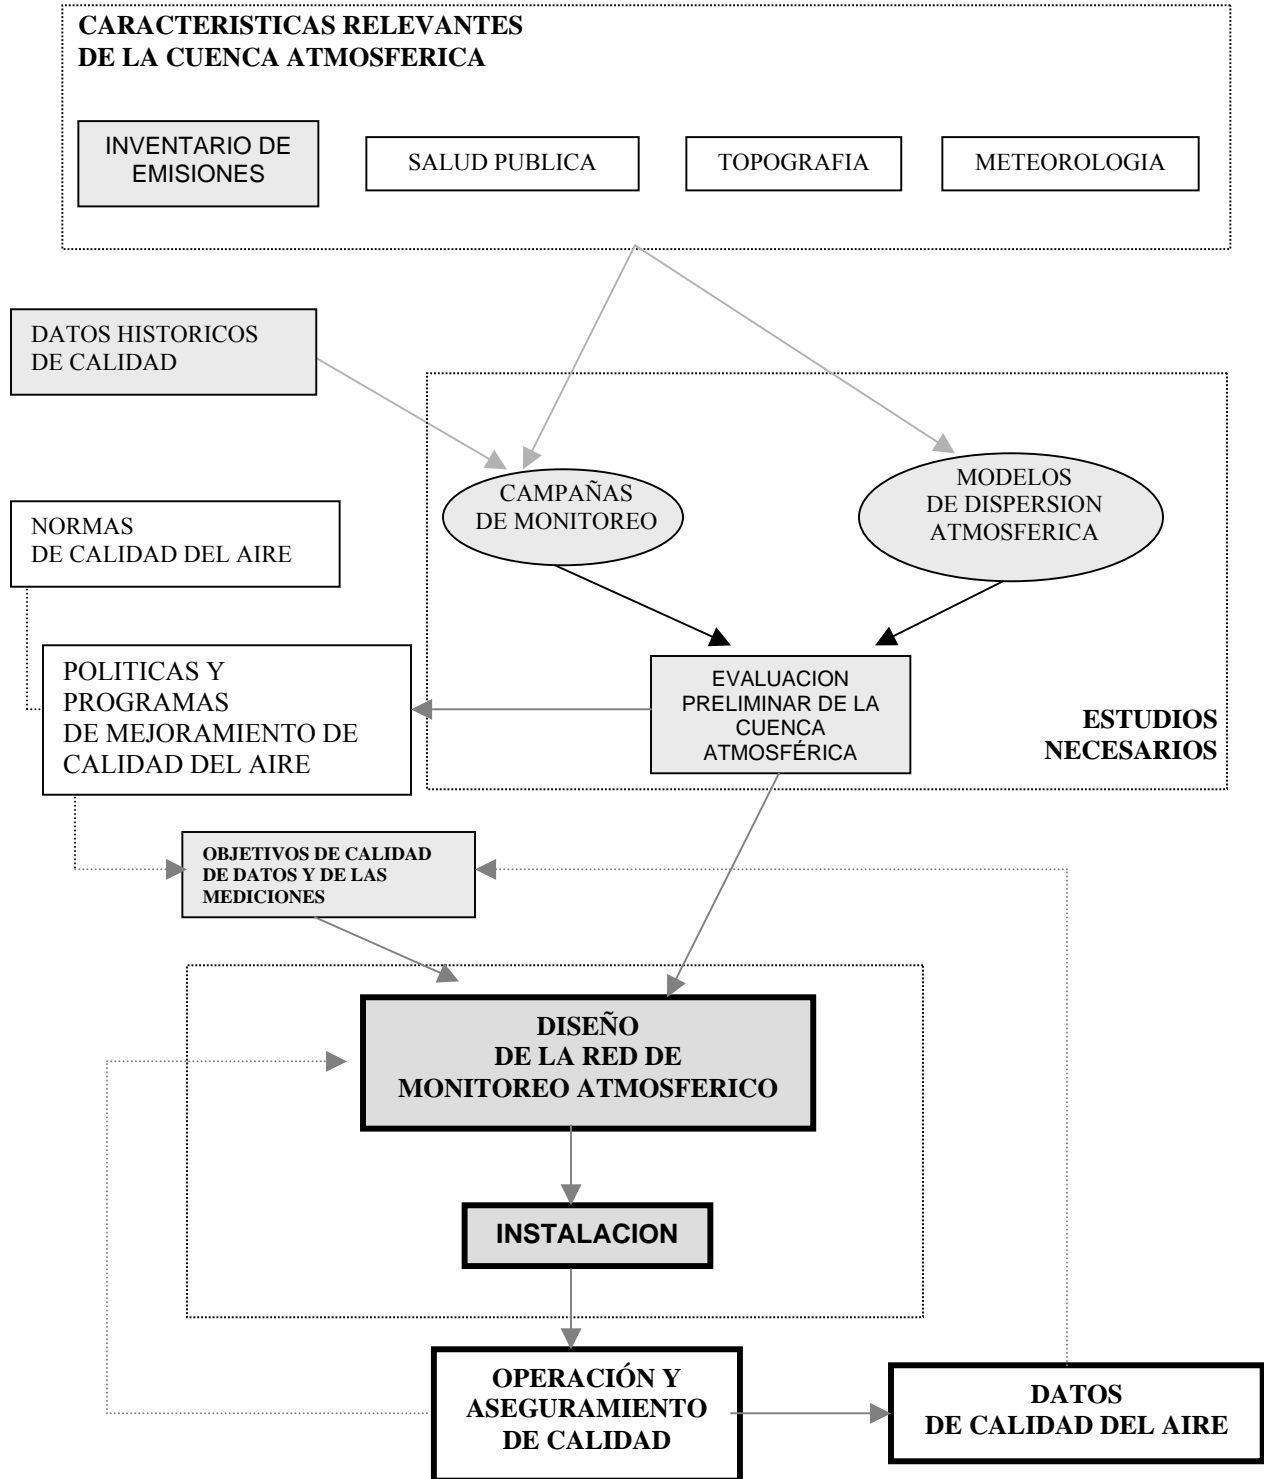 CARACTERISTICAS RELEVANTES
DE LA CUENCA ATMOSFERICA
INVENTARIO DE
EMISIONES
SALUD PUBLICA
TOPOGRAFIA
METEOROLOGIA
DATOS HISTORICOS
DE CALIDAD
CAMPAÑAS
DE MONITOREO
MODELOS
DE DISPERSION
ATMOSFERICA
NORMAS
DE CALIDAD DEL AIRE
POLITICAS Y
PROGRAMAS
DE MEJORAMIENTO DE
CALIDAD DEL AIRE
EVALUACION
PRELIMINAR DE LA
CUENCA
ATMOSFÉRICA
ESTUDIOS
NECESARIOS
OBJETIVOS DE CALIDAD
DE DATOS Y DE LAS
MEDICIONES
DISEÑO
DE LA RED DE
MONITOREO ATMOSFERICO
INSTALACION
OPERACIÓN Y
ASEGURAMIENTO
DE CALIDAD
DATOS
DE CALIDAD DEL AIRE